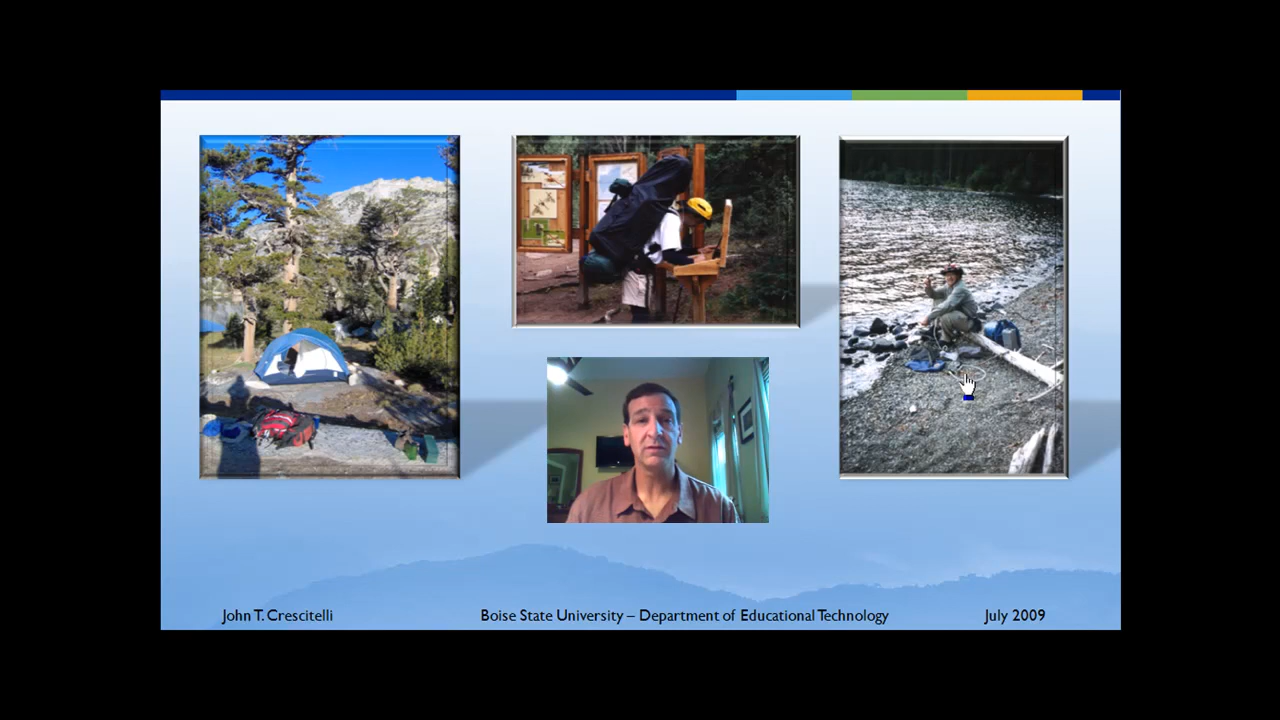 John T. Crescitelli
Boise State University – Department of Educational Technology
July 2009